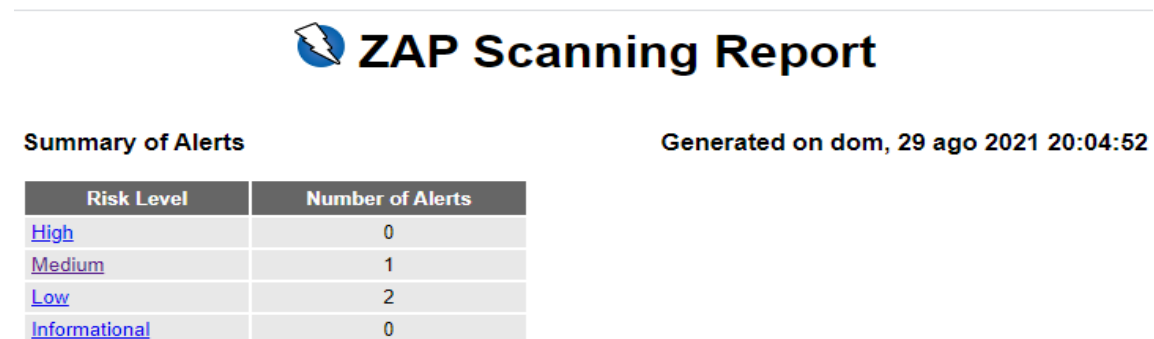 ZAP Scanning Report
Summary of Alerts
Generated on dom, 29 ago 2021 20:04:52
Risk Level Number of Alerts
High 0
Medium 1
Low 2
Informational 0